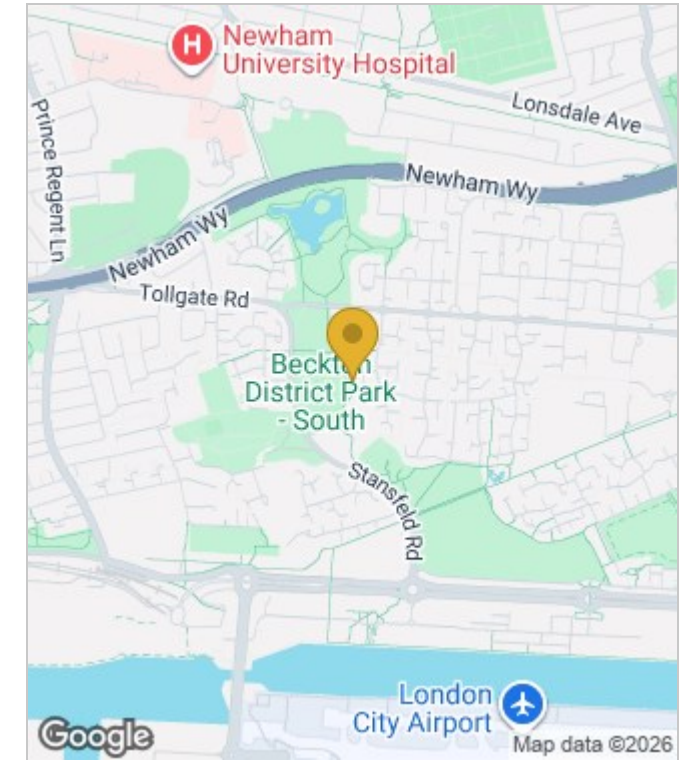 H
Newham
University Hospital
Lonsdale Ave
Prince Regent Ln
Newham Wy
Newham Wy
Tollgate Rd
Beckton
District Park
- South
Stansfeld Rd
London
City Airport
Google
Map data ©2026